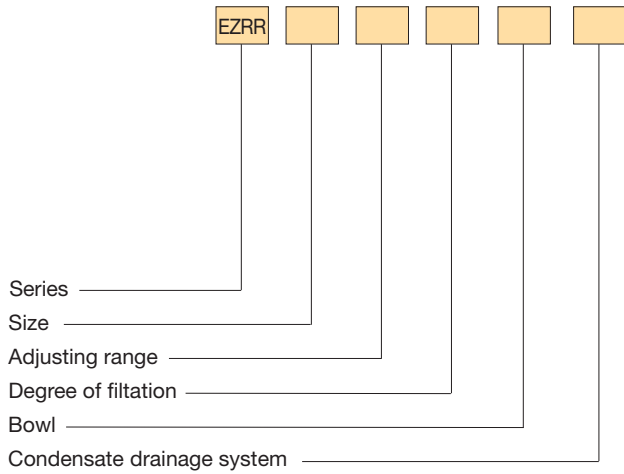 EZRR
Series
Size
Adjusting range
Degree of filtation
Bowl
Condensate drainage system